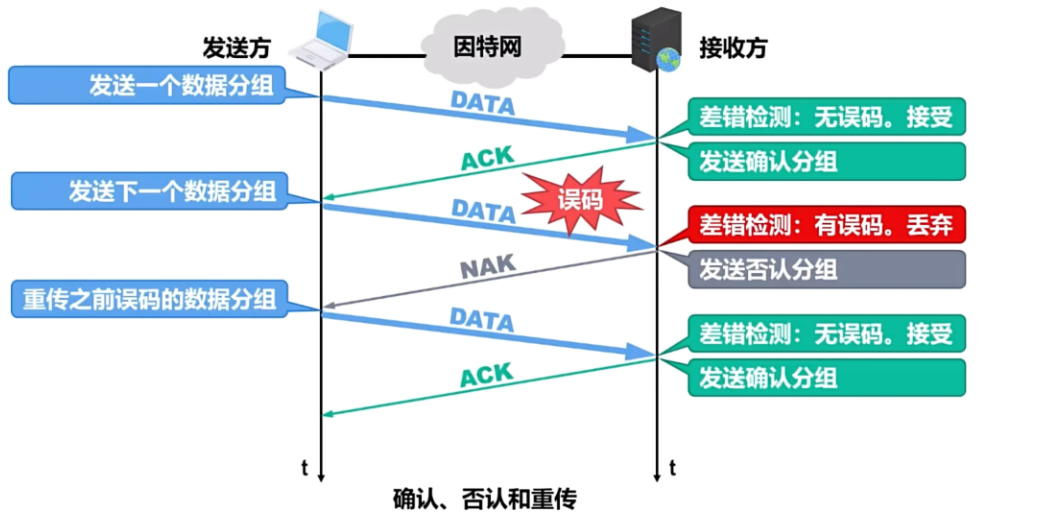 发送方
因特网
接收方
发送一个数据分组
DATA
差错检测：无误码。接受
ACK
发送确认分组
发送下一个数据分组
DATA
误码
差错检测：有误码。丢弃
NAK
发送否认分组
重传之前误码的数据分组
DATA
差错检测：无误码。接受
ACK
发送确认分组
t
t
确认、否认和重传